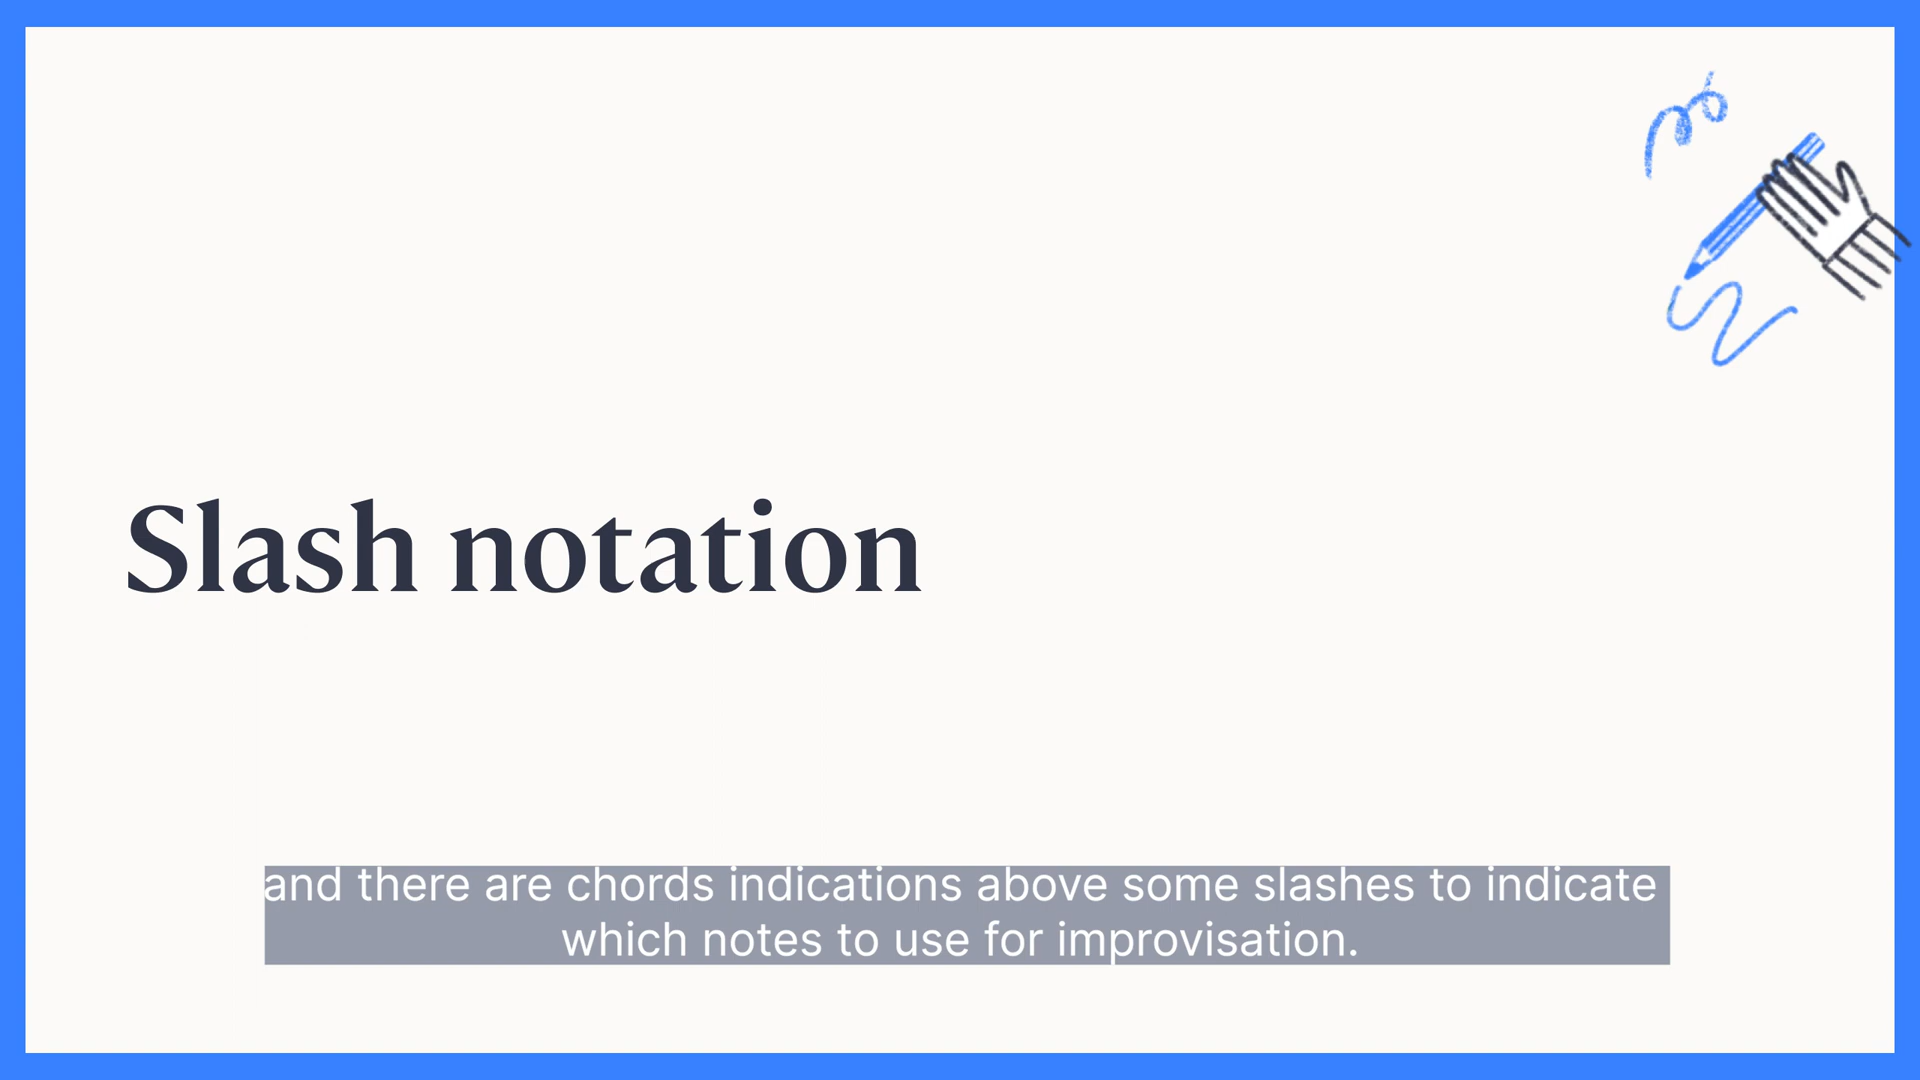 Slash notation
and there are chords indications above some slashes to indicate
which notes to use for improvisation.